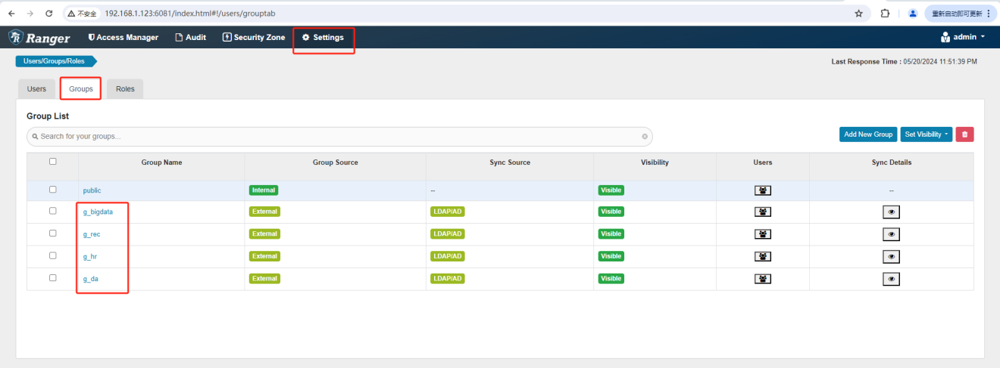 不安全 192.168.1.123:6081/index.html#!/users/grouptab 重新启动即可更新
Ranger Access Manager Audit Security Zone Settings admin
Users/Groups/Roles Last Response Time : 05/20/2024 11:51:39 PM
Users Groups Roles
Group List
Search for your groups... Add New Group Set Visibility
Group Name Group Source Sync Source Visibility Users Sync Details
public Internal -- Visible --
g_bigdata External LDAP/AD Visible
g_rec External LDAP/AD Visible
g_hr External LDAP/AD Visible
g_da External LDAP/AD Visible